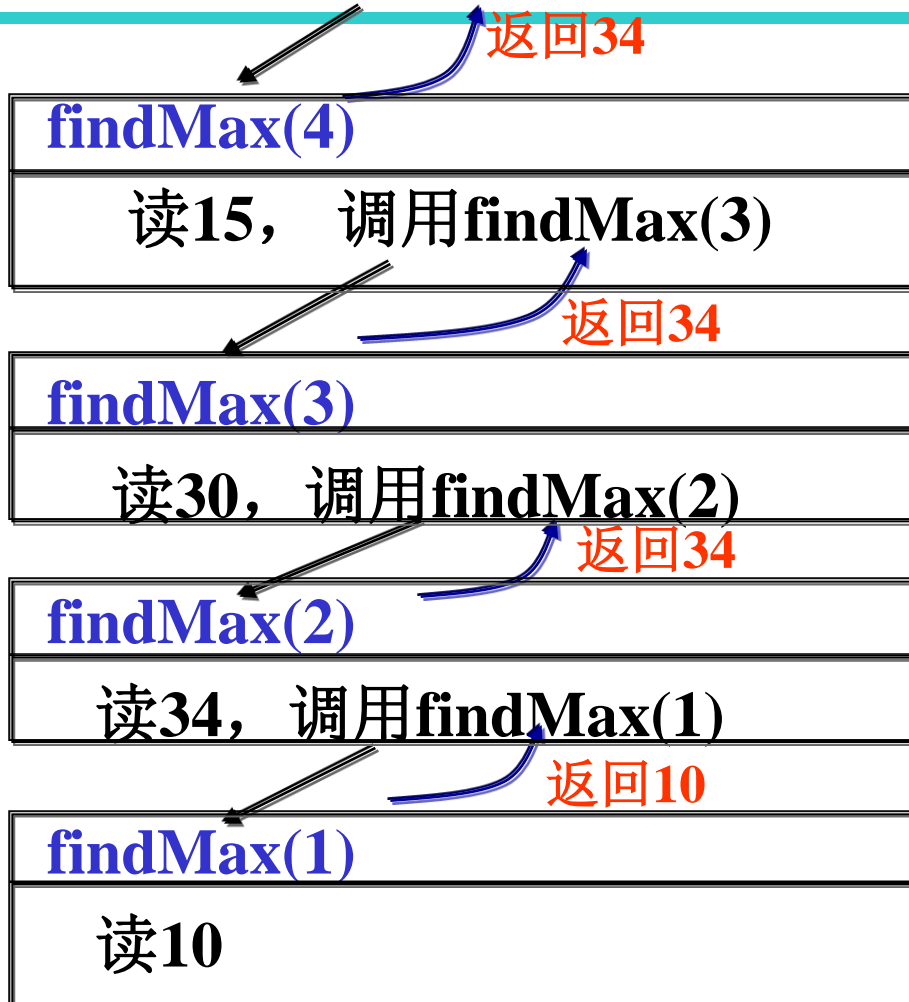 返回34
findMax(4)
读15， 调用findMax(3)
返回34
findMax(3)
读30，调用findMax(2)
返回34
findMax(2)
读34，调用findMax(1)
返回10
findMax(1)
读10